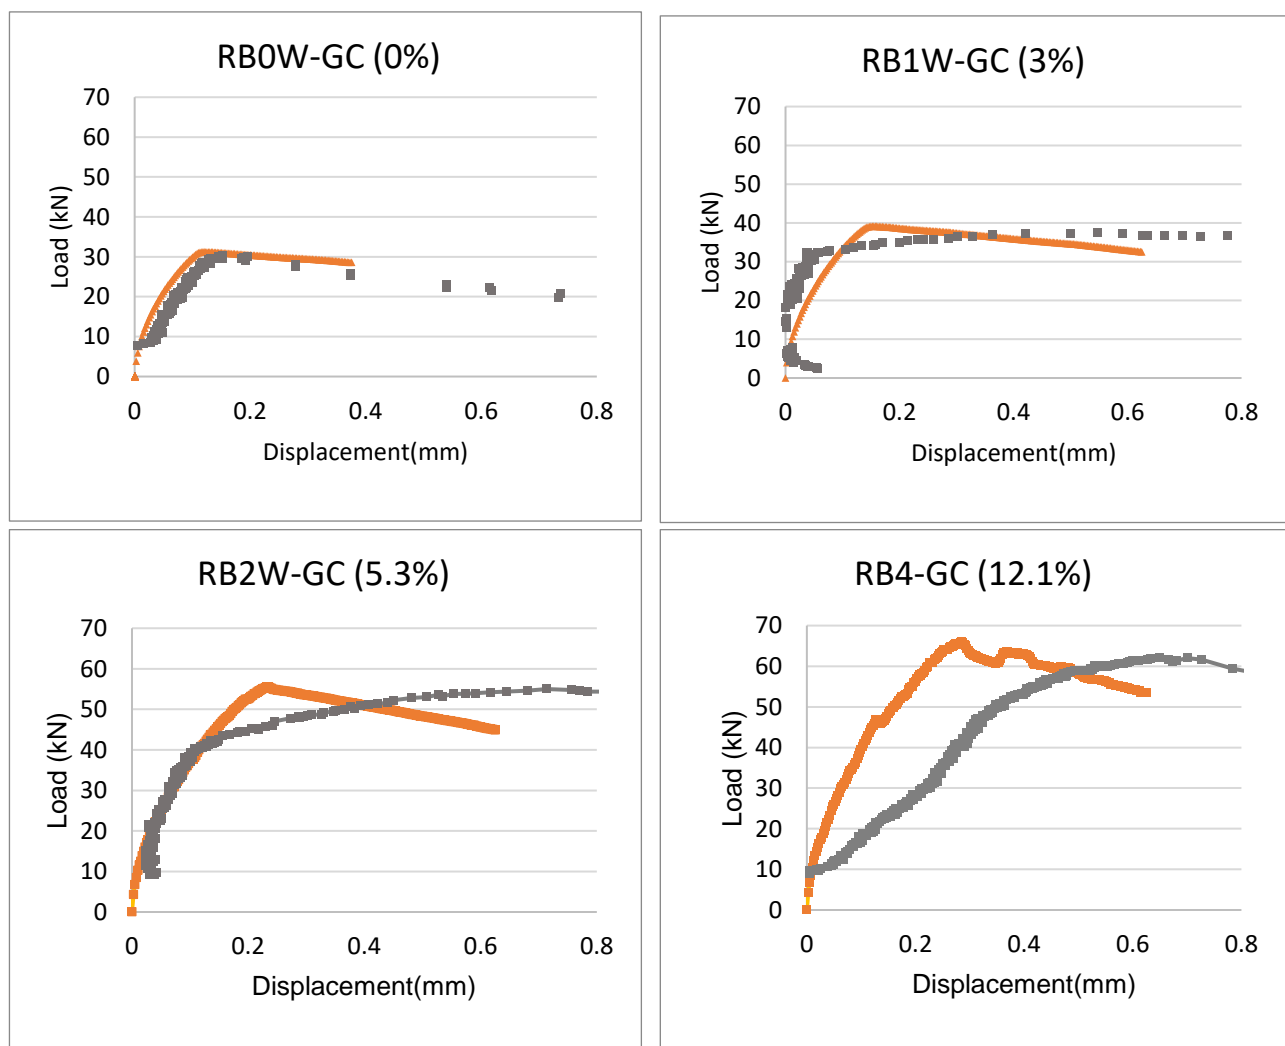 RB0W-GC (0%)
70
60
50
40
30
20
10
0
Load (kN)
0 0.2 0.4 0.6 0.8
Displacement(mm)
RB1W-GC (3%)
70
60
50
40
30
20
10
0
Load (kN)
0 0.2 0.4 0.6 0.8
Displacement(mm)
RB2W-GC (5.3%)
70
60
50
40
30
20
10
0
Load (kN)
0 0.2 0.4 0.6 0.8
Displacement(mm)
RB4-GC (12.1%)
70
60
50
40
30
20
10
0
Load (kN)
0 0.2 0.4 0.6 0.8
Displacement(mm)